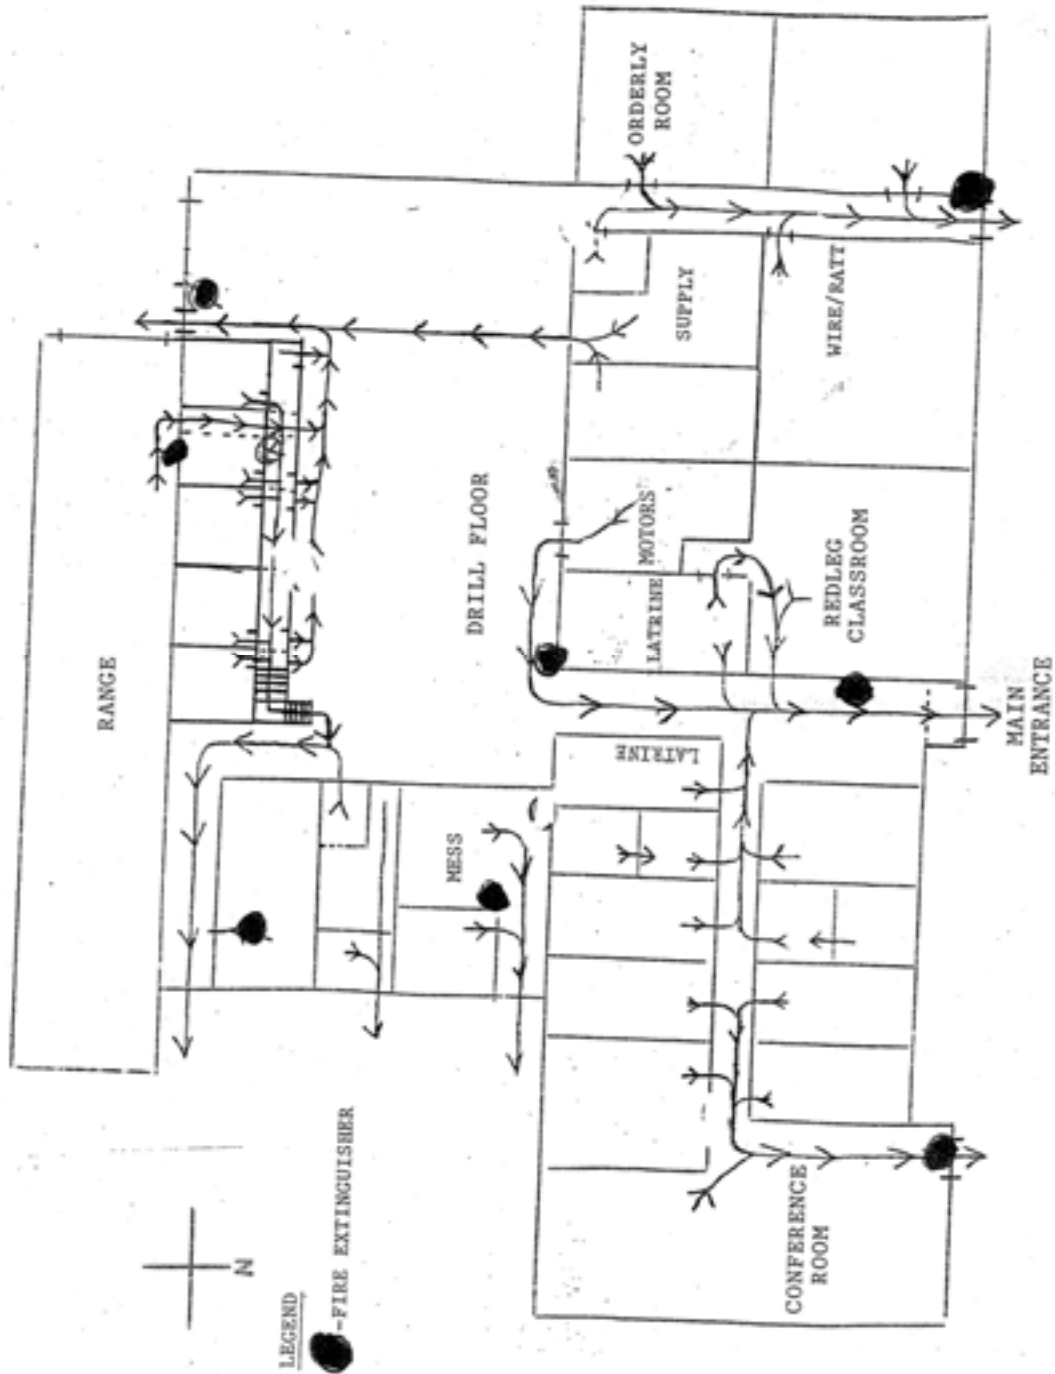 RANGE
DRILL FLOOR
MESS
LATRINE
LATRINE
MOTORS
SUPPLY
ORDERLY
ROOM
WIRE/RATT
REDLEG
CLASSROOM
MAIN
ENTRANCE
CONFERENCE
ROOM
N
LEGEND
-FIRE EXTINGUISHER